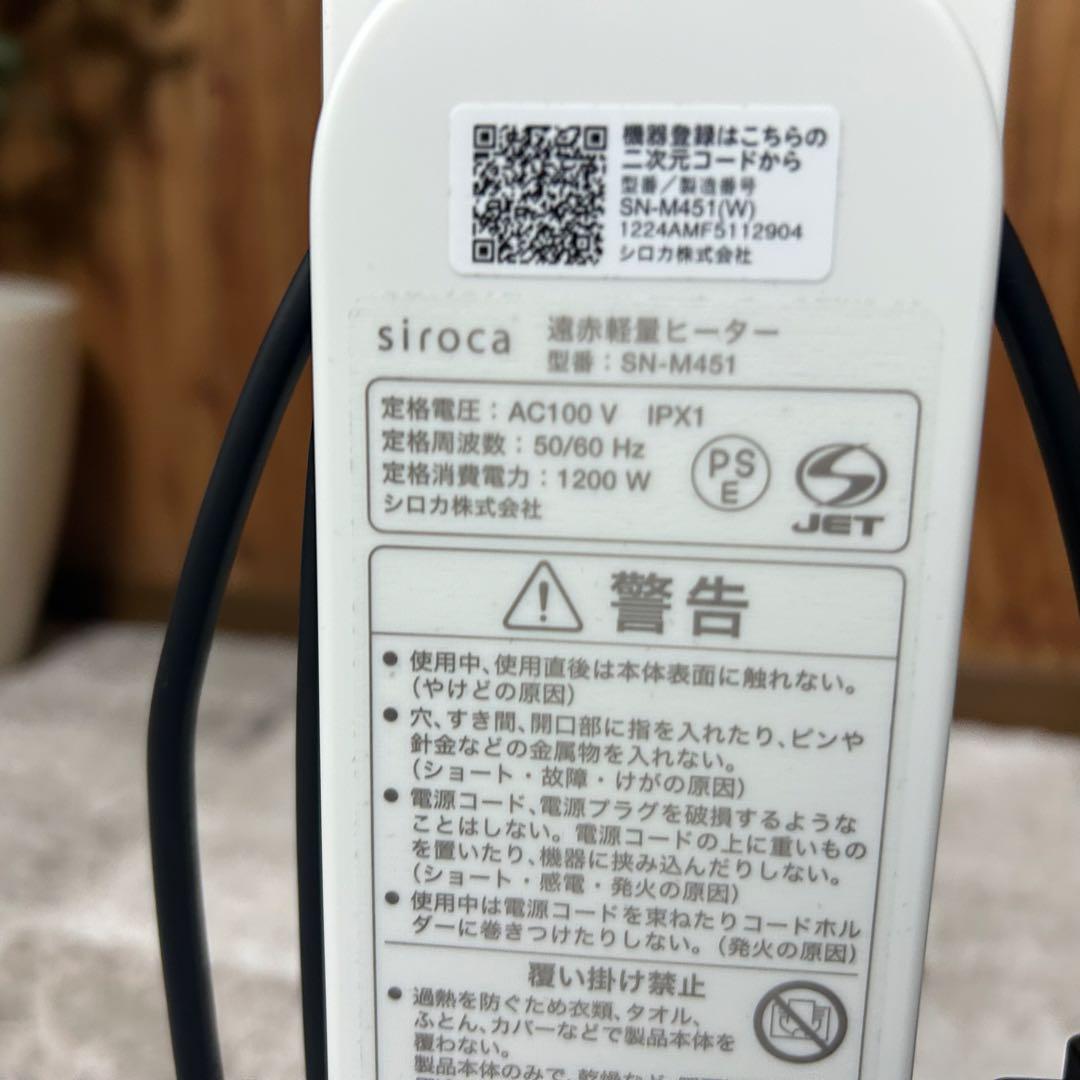 機器登録はこちらの
二次元コードから
型番／製造番号
SN-M451(W)
1224AMF5112904
シロカ株式会社
siroca 遠赤軽量ヒーター
型番：SN-M451
定格電圧：AC100 V IPX1
定格周波数：50/60 Hz
定格消費電力：1200 W
シロカ株式会社
PS
E
JET
警告
● 使用中、使用直後は本体表面に触れない。
（やけどの原因）
● 穴、すき間、開口部に指を入れたり、ピンや
針金などの金属物を入れない。
（ショート・故障・けがの原因）
● 電源コード、電源プラグを破損するような
ことはしない。電源コードの上に重いもの
を置いたり、機器に挟み込んだりしない。
（ショート・感電・発火の原因）
● 使用中は電源コードを束ねたりコードホル
ダーに巻きつけたりしない。（発火の原因）
覆い掛け禁止
● 過熱を防ぐため衣類、タオル、
ふとん、カバーなどで製品本体を
覆わない。
製品本体のみで、乾燥など、